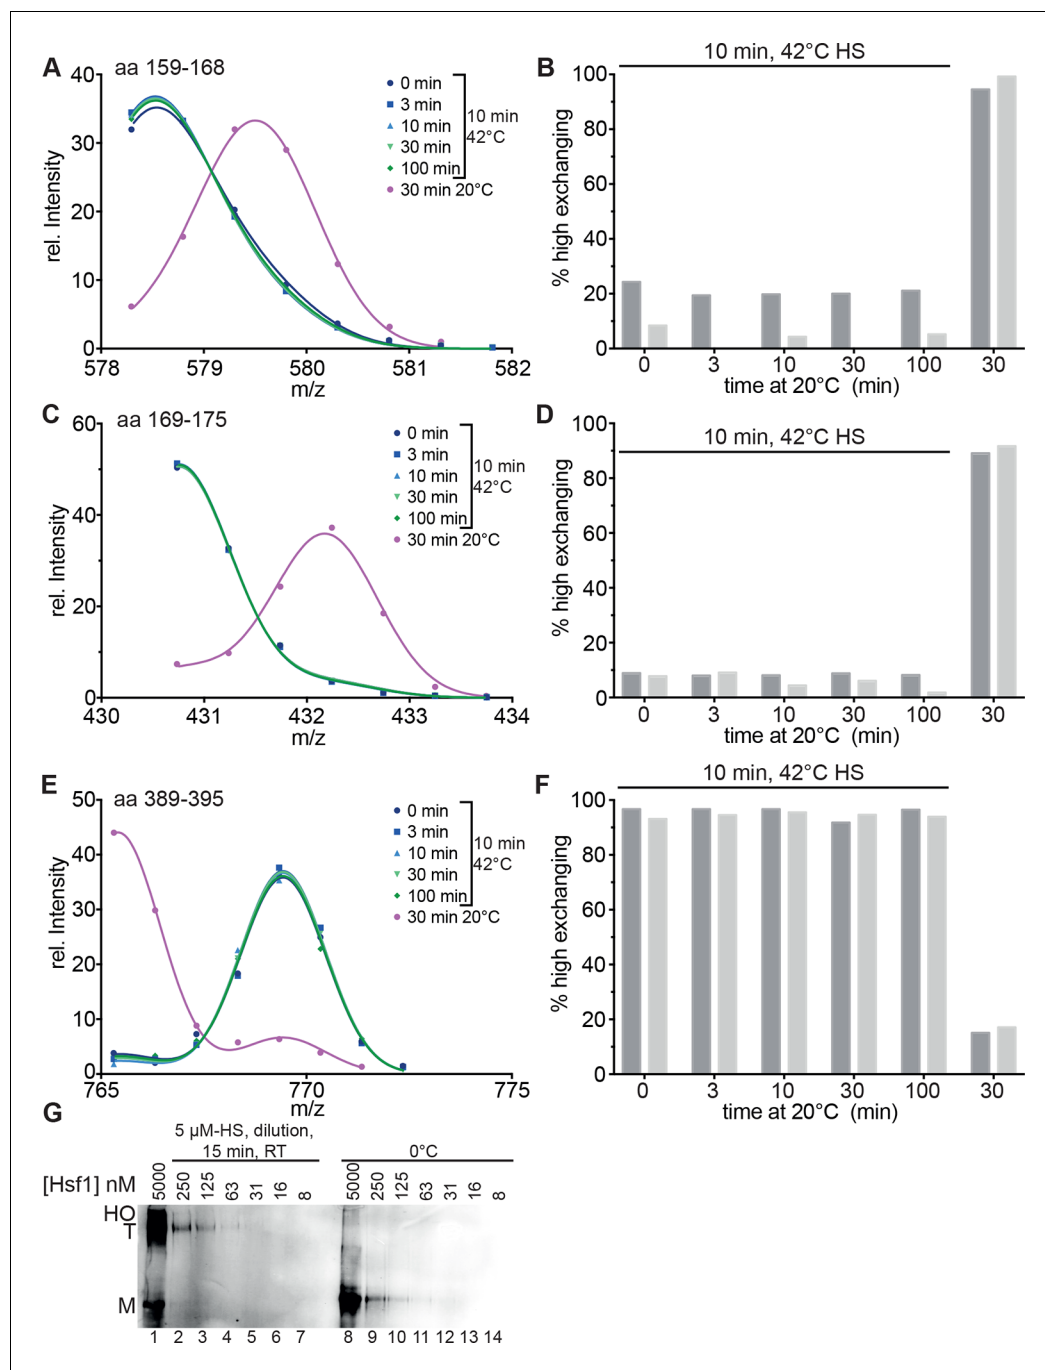 A
aa 159-168
rel. Intensity
40
30
20
10
0
578 579 580 581 582
m/z
0 min
3 min
10 min
30 min
100 min
30 min 20°C
10 min
42°C
B
10 min, 42°C HS
% high exchanging
100
80
60
40
20
0
0 3 10 30 100 30
time at 20°C (min)
C
aa 169-175
rel. Intensity
60
40
20
0
430 431 432 433 434
m/z
0 min
3 min
10 min
30 min
100 min
30 min 20°C
10 min
42°C
D
10 min, 42°C HS
% high exchanging
100
80
60
40
20
0
0 3 10 30 100 30
time at 20°C (min)
E
aa 389-395
rel. Intensity
50
40
30
20
10
0
765 770 775
m/z
0 min
3 min
10 min
30 min
100 min
30 min 20°C
10 min
42°C
F
10 min, 42°C HS
% high exchanging
100
80
60
40
20
0
0 3 10 30 100 30
time at 20°C (min)
G
5 µM-HS, dilution,
15 min, RT
0°C
[Hsf1] nM 5000 250 125 63 31 16 8 5000 250 125 63 31 16 8
HO
T
M
1 2 3 4 5 6 7 8 9 10 11 12 13 14